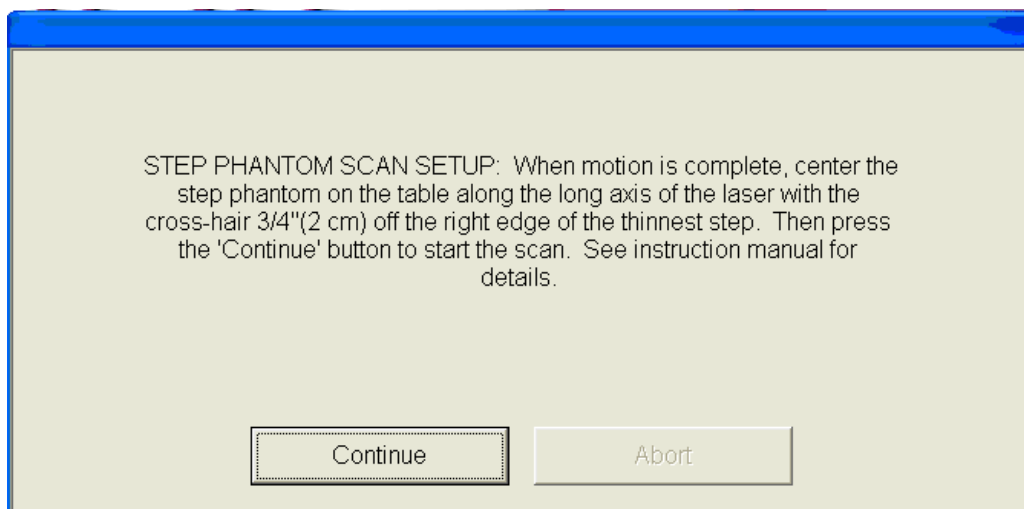 STEP PHANTOM SCAN SETUP:  When motion is complete, center the
step phantom on the table along the long axis of the laser with the
cross-hair 3/4"(2 cm) off the right edge of the thinnest step.  Then press
the 'Continue' button to start the scan.  See instruction manual for
details.
Continue
Abort